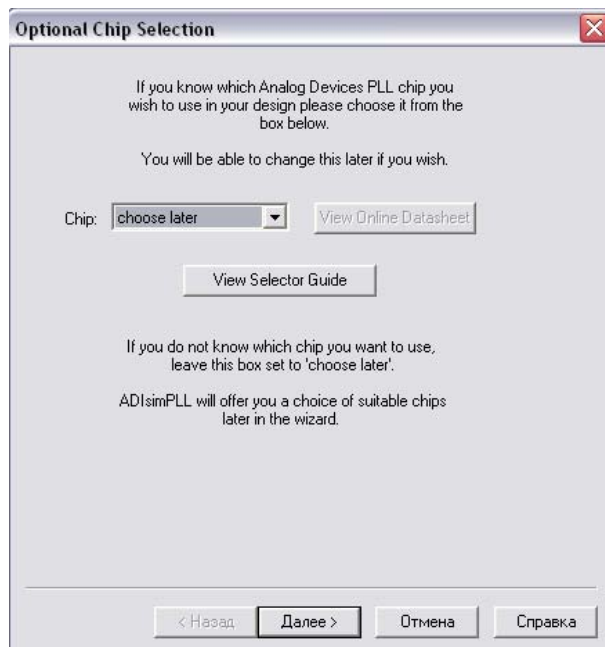 Optional Chip Selection
If you know which Analog Devices PLL chip you
wish to use in your design please choose it from the
box below.
You will be able to change this later if you wish.
Chip: choose later View Online Datasheet
View Selector Guide
If you do not know which chip you want to use,
leave this box set to 'choose later'.
ADIsimPLL will offer you a choice of suitable chips
later in the wizard.
< Назад Далее > Отмена Справка